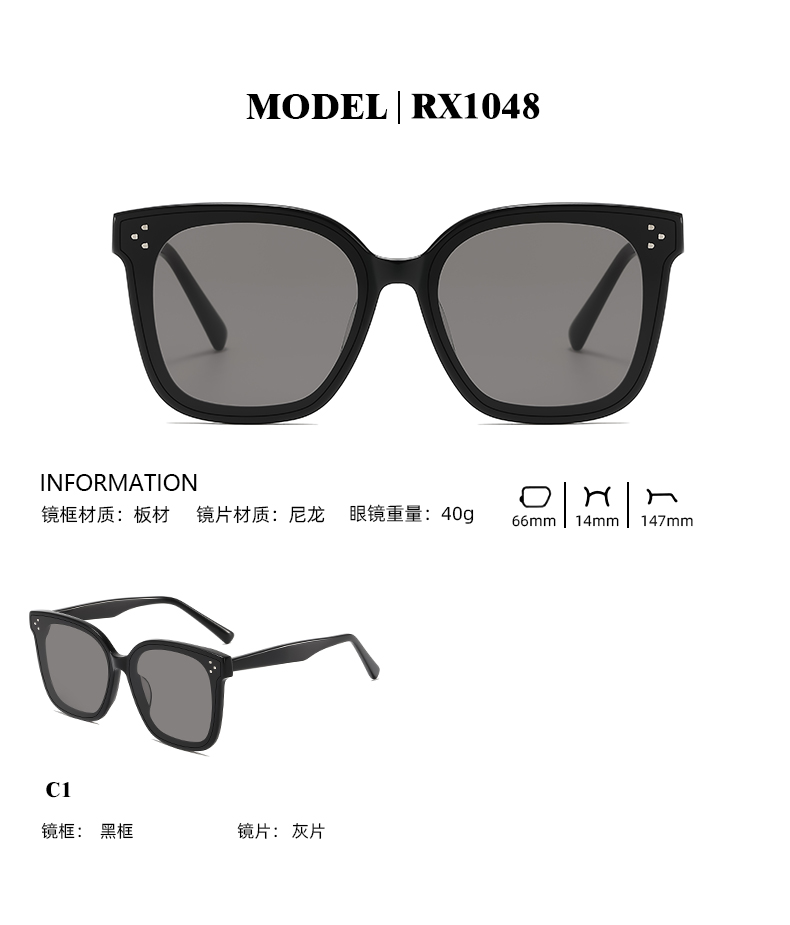 MODEL | RX1048
INFORMATION
镜框材质：板材 镜片材质：尼龙 眼镜重量：40g
66mm 14mm 147mm
C1
镜框： 黑框 镜片： 灰片